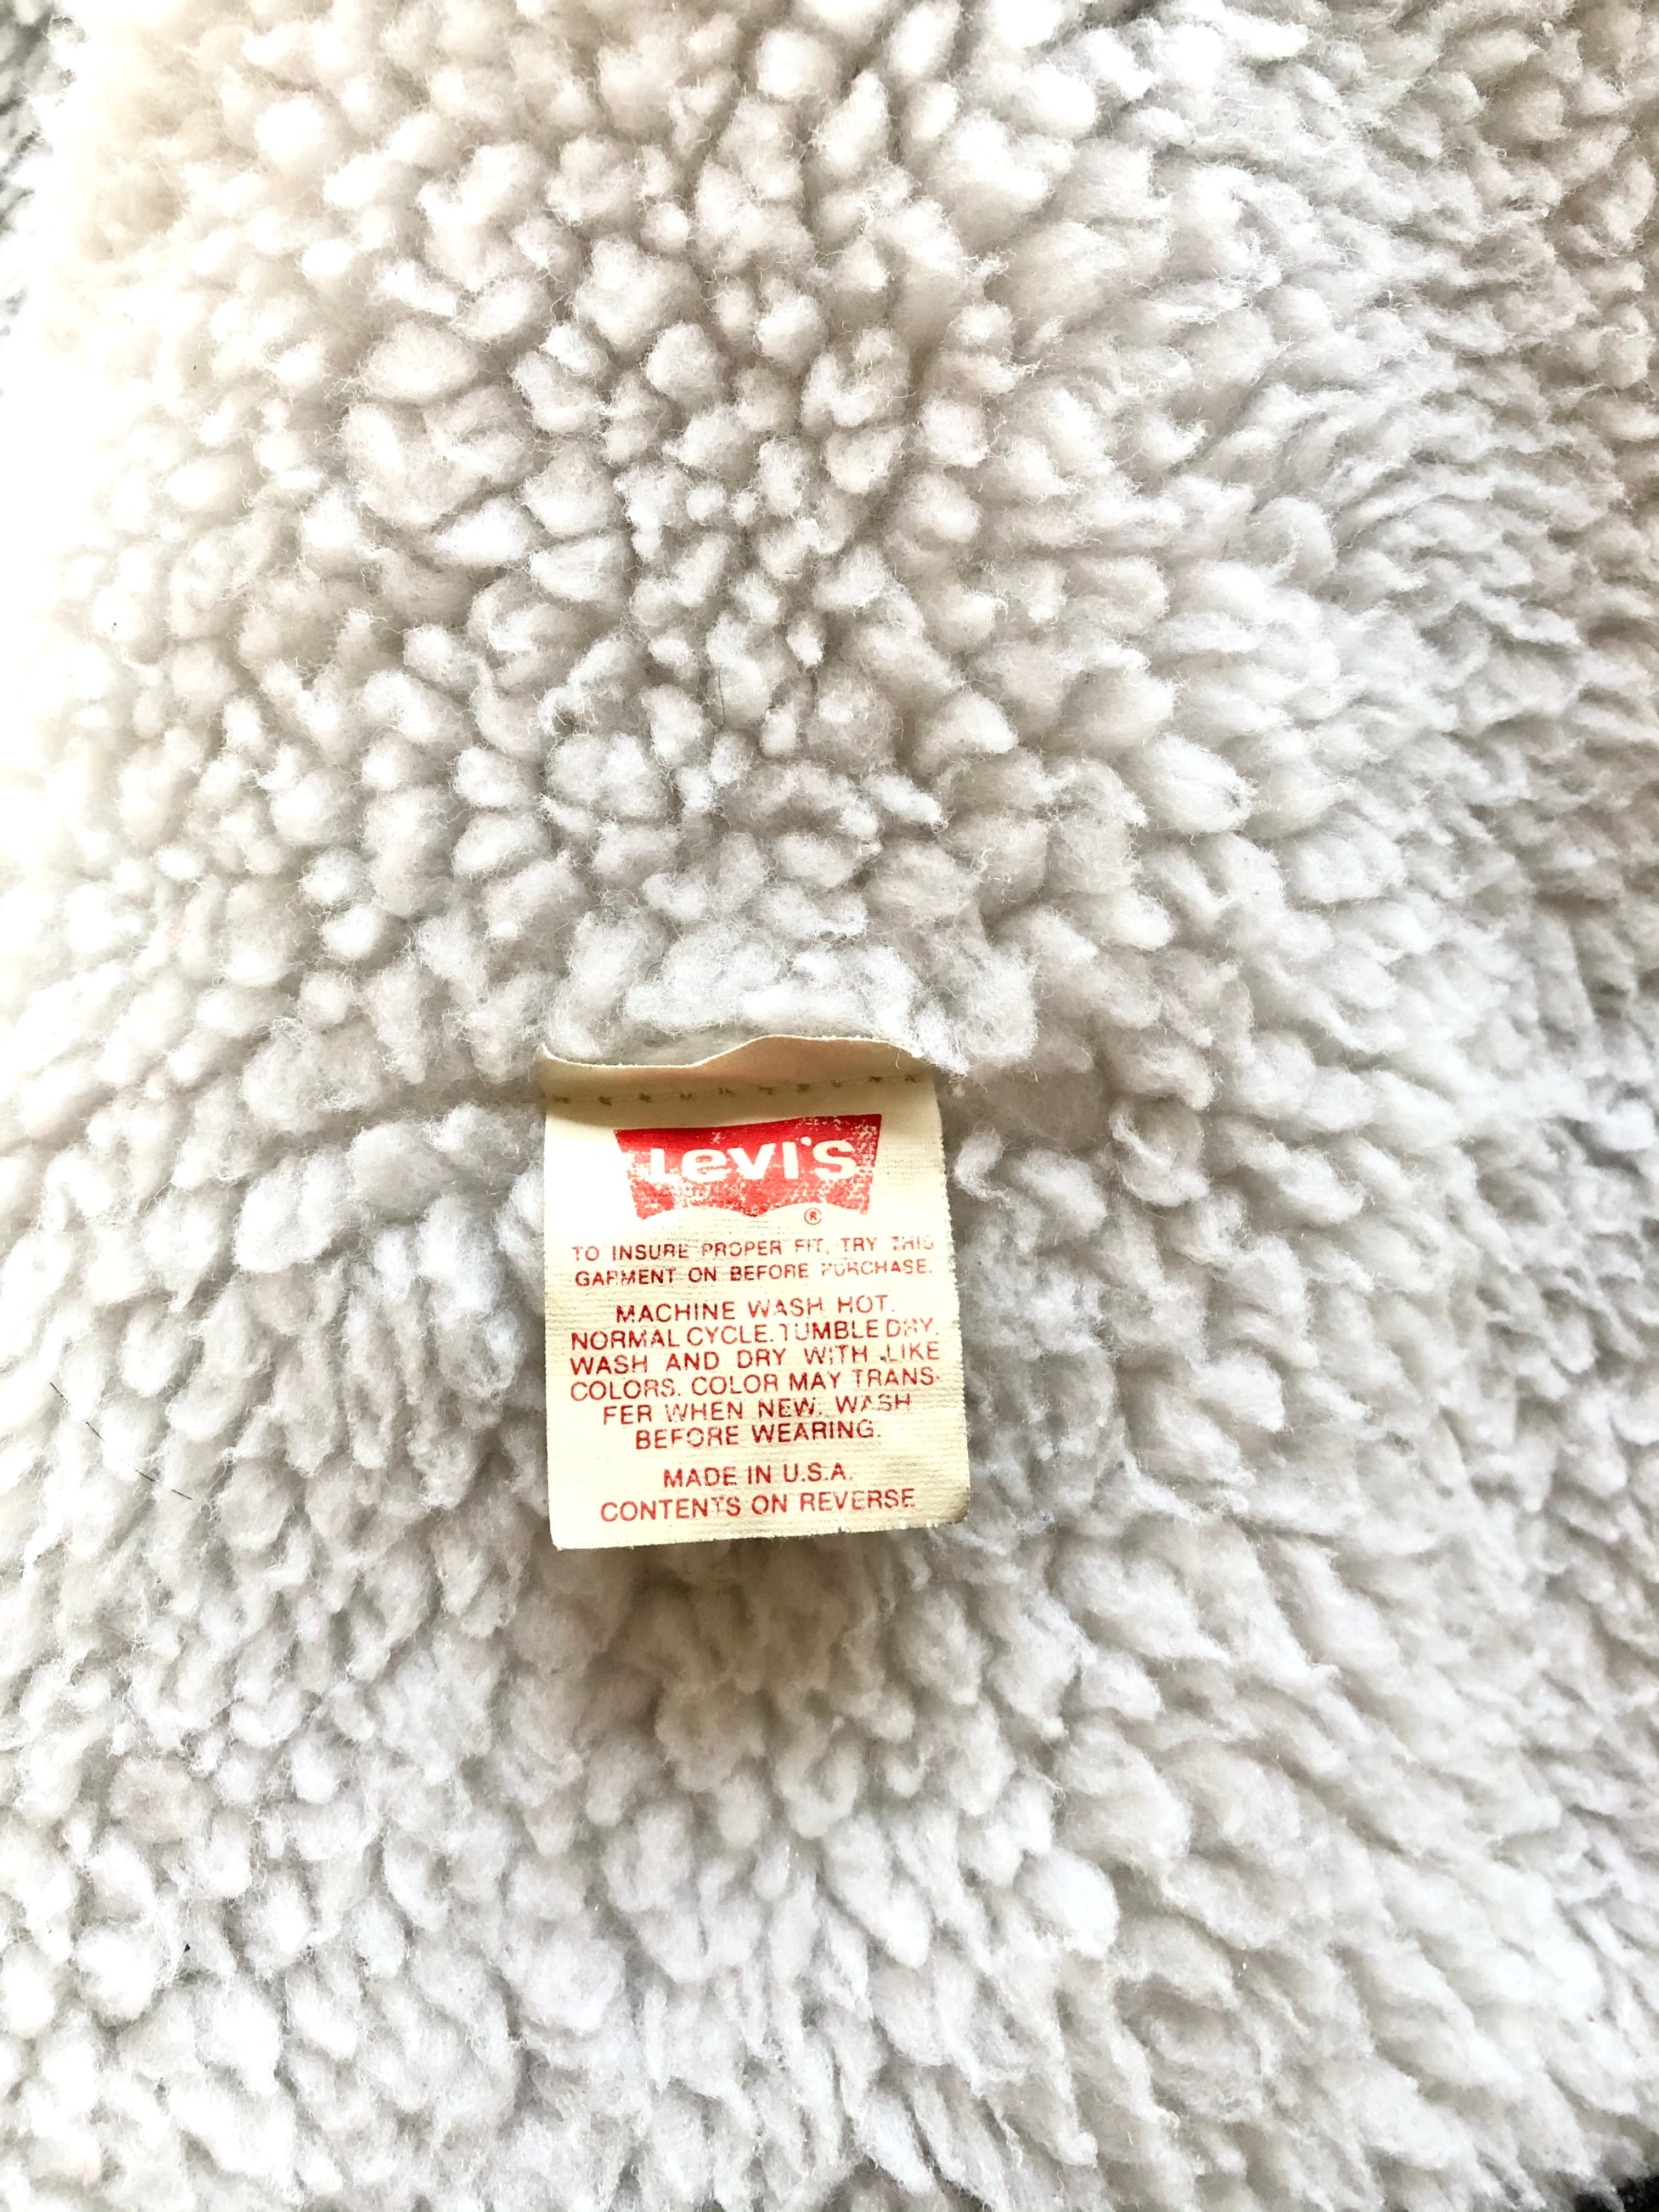 Levi's
®
TO INSURE PROPER FIT, TRY THIS
GARMENT ON BEFORE PURCHASE.
MACHINE WASH HOT.
NORMAL CYCLE. TUMBLE DRY.
WASH AND DRY WITH LIKE
COLORS. COLOR MAY TRANS-
FER WHEN NEW. WASH
BEFORE WEARING.
MADE IN U.S.A.
CONTENTS ON REVERSE